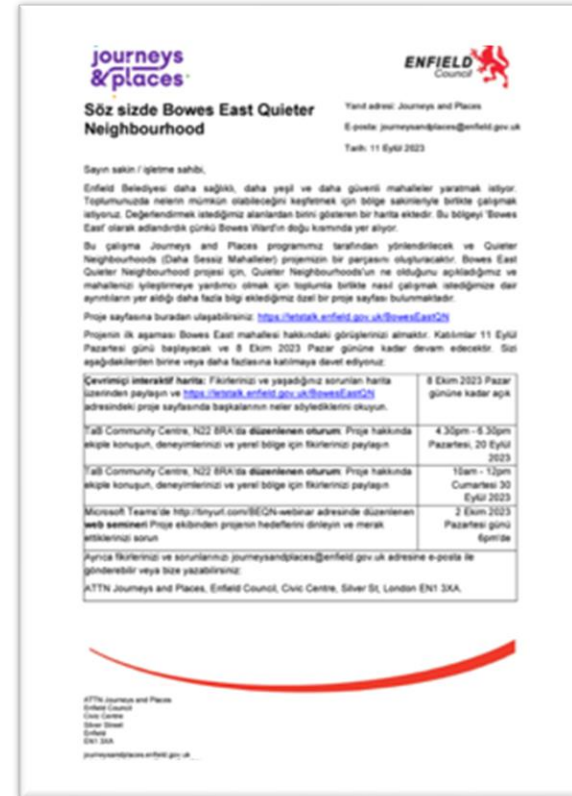 journeys
&places
ENFIELD
Council
Söz sizde Bowes East Quieter
Neighbourhood
Yanıt adresi: Journeys and Places
E-posta: journeysandplaces@enfield.gov.uk
Tarih: 11 Eylül 2023
Sayın sakin / işletme sahibi,
Enfield Belediyesi daha sağlıklı, daha yeşil ve daha güvenli mahalleler yaratmak istiyor.
Toplumunuzda nelerin mümkün olabileceğini keşfetmek için bölge sakinleriyle birlikte çalışmak
istiyoruz. Değerlendirmek istediğimiz alanlardan birini gösteren bir harita ektedir. Bu bölgeyi 'Bowes
East' olarak adlandırdık çünkü Bowes Ward'ın doğu kısmında yer alıyor.
Bu çalışma Journeys and Places programımız tarafından yönlendirilecek ve Quieter
Neighbourhoods (Daha Sessiz Mahalleler) projemizin bir parçasını oluşturacaktır. Bowes East
Quieter Neighbourhood projesi için, Quieter Neighbourhoods'un ne olduğunu açıkladığımız ve
mahallenizi iyileştirmeye yardımcı olmak için toplumla birlikte nasıl çalışmak istediğimize dair
ayrıntıların yer aldığı daha fazla bilgi eklediğimiz özel bir proje sayfası bulunmaktadır.
Proje sayfasına buradan ulaşabilirsiniz: https://letstalk.enfield.gov.uk/BowesEastQN
Projenin ilk aşaması Bowes East mahallesi hakkındaki görüşlerinizi almaktır. Katılımlar 11 Eylül
Pazartesi günü başlayacak ve 8 Ekim 2023 Pazar gününe kadar devam edecektir. Sizi
aşağıdakilerden birine veya daha fazlasına katılmaya davet ediyoruz:
Çevrimiçi interaktif harita: Fikirlerinizi ve yaşadığınız sorunları harita
üzerinden paylaşın ve https://letstalk.enfield.gov.uk/BowesEastQN
adresindeki proje sayfasında başkalarının neler söylediklerini okuyun.
8 Ekim 2023 Pazar
gününe kadar açık
TaB Community Centre, N22 8RA'da düzenlenen oturum: Proje hakkında
ekiple konuşun, deneyimlerinizi ve yerel bölge için fikirlerinizi paylaşın
4.30pm - 6.30pm
Pazartesi, 20 Eylül
2023
TaB Community Centre, N22 8RA'da düzenlenen oturum: Proje hakkında
ekiple konuşun, deneyimlerinizi ve yerel bölge için fikirlerinizi paylaşın
10am - 12pm
Cumartesi 30
Eylül 2023
Microsoft Teams'de http://tinyurl.com/BEQN-webinar adresinde düzenlenen
web semineri Proje ekibinden projenin hedeflerini dinleyin ve merak
ettiklerinizi sorun
2 Ekim 2023
Pazartesi günü
6pm'de
Ayrıca fikirlerinizi ve sorunlarınızı journeysandplaces@enfield.gov.uk adresine e-posta ile
gönderebilir veya bize yazabilirsiniz:
ATTN Journeys and Places, Enfield Council, Civic Centre, Silver St, London EN1 3XA.
ATTN Journeys and Places
Enfield Council
Civic Centre
Silver Street
Enfield
EN1 3XA
journeysandplaces.enfield.gov.uk